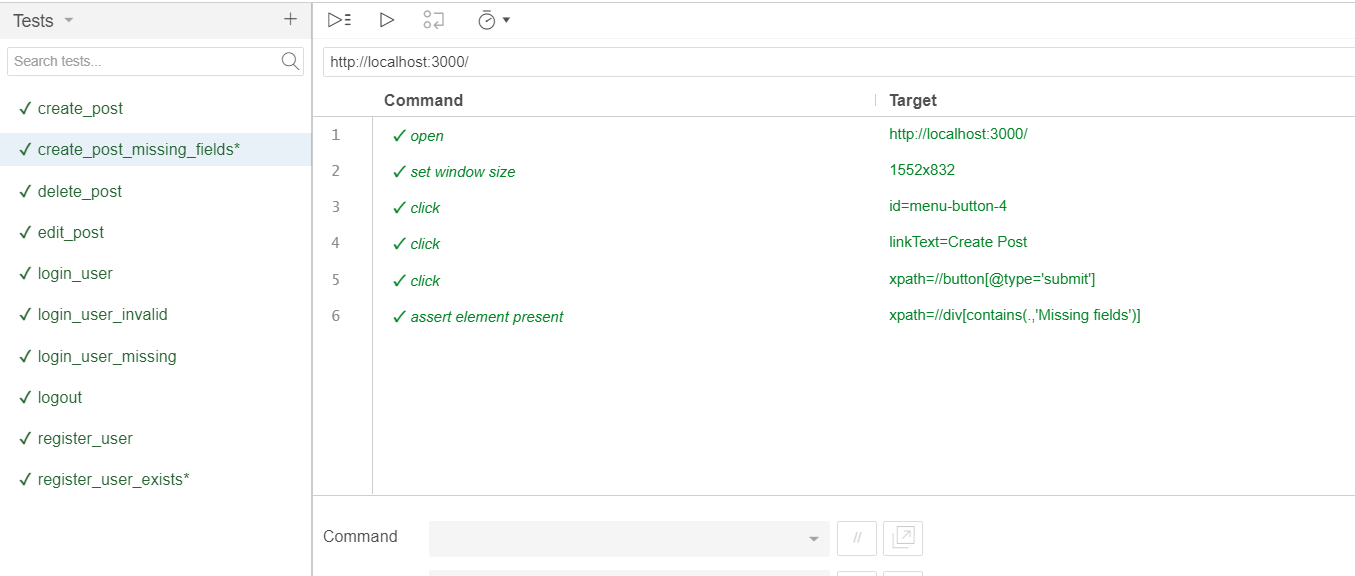 Tests
Search tests...
✓ create_post
✓ create_post_missing_fields*
✓ delete_post
✓ edit_post
✓ login_user
✓ login_user_invalid
✓ login_user_missing
✓ logout
✓ register_user
✓ register_user_exists*
http://localhost:3000/
Command Target
1 ✓ open http://localhost:3000/
2 ✓ set window size 1552x832
3 ✓ click id=menu-button-4
4 ✓ click linkText=Create Post
5 ✓ click xpath=//button[@type='submit']
6 ✓ assert element present xpath=//div[contains(.,'Missing fields')]
Command //